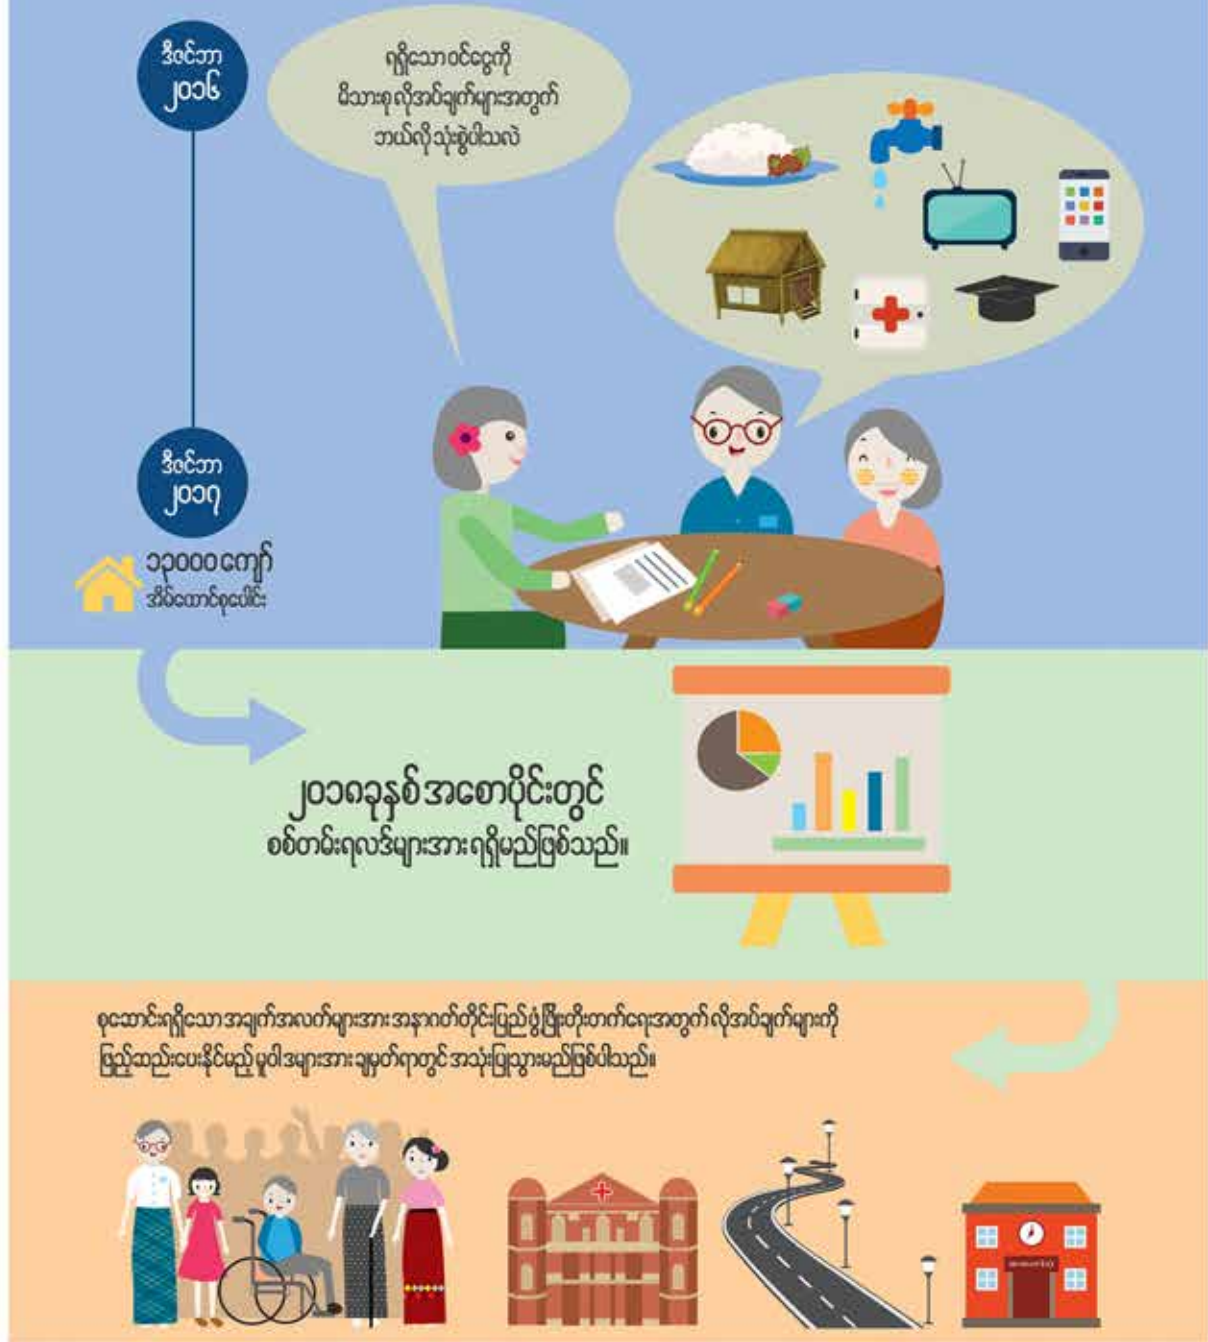 ဒီဇင်ဘာ
၂၀၁၆
ရရှိသောဝင်ငွေကို
မိသားစုလိုအပ်ချက်များအတွက်
ဘယ်လိုသုံးစွဲပါသလဲ
ဒီဇင်ဘာ
၂၀၁၇
၁၃၀၀၀ ကျော်
အိမ်ထောင်စုပေါင်း
၂၀၁၈ခုနှစ် အစောပိုင်းတွင်
စစ်တမ်းရလဒ်များအား ရရှိမည်ဖြစ်သည်။
စုဆောင်းရရှိသော အချက်အလက်များအား အနာဂတ်တိုင်းပြည်ဖွံ့ဖြိုးတိုးတက်ရေးအတွက် လိုအပ်ချက်များကို
ဖြည့်ဆည်းပေးနိုင်မည့် မူဝါဒများအား ချမှတ်ရာတွင် အသုံးပြုသွားမည်ဖြစ်ပါသည်။